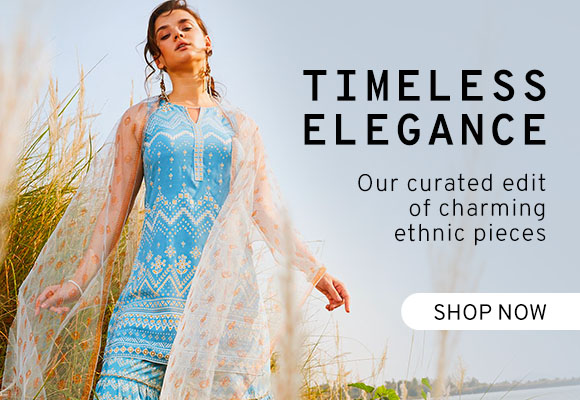 TIMELESS
ELEGANCE
Our curated edit
of charming
ethnic pieces
SHOP NOW